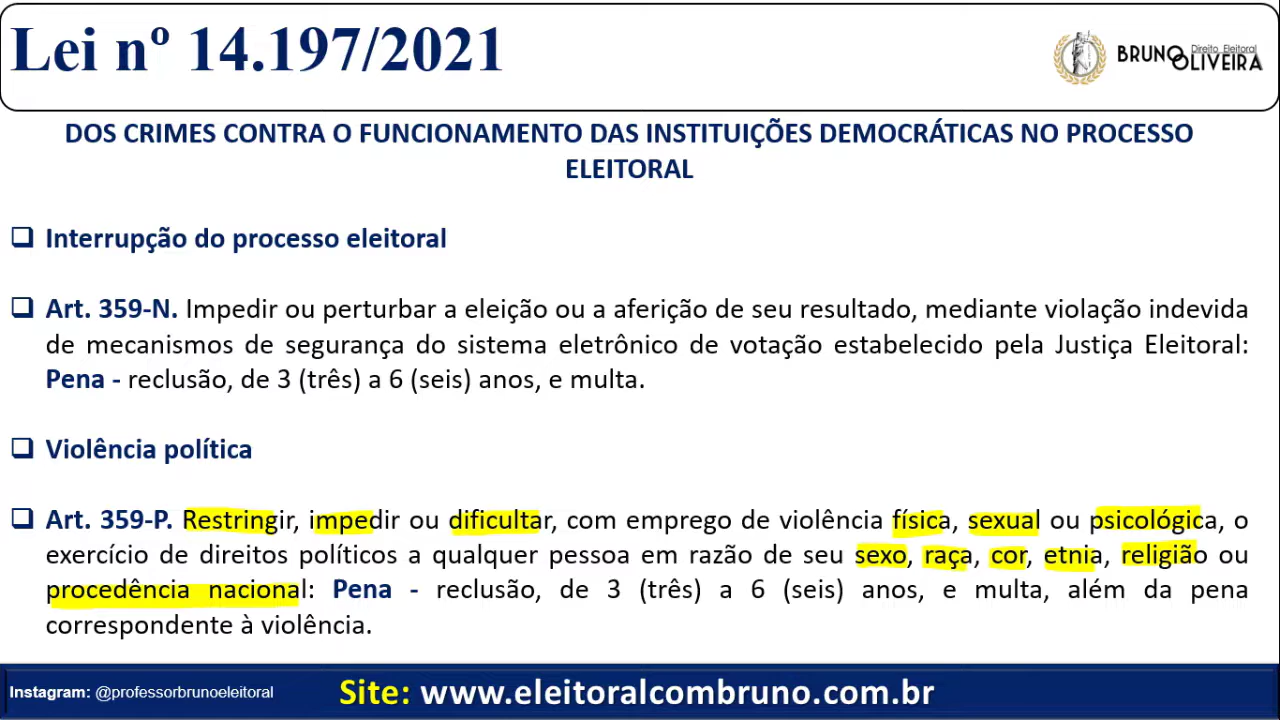 Lei nº 14.197/2021
BRUNO OLIVEIRA
Direito Eleitoral
DOS CRIMES CONTRA O FUNCIONAMENTO DAS INSTITUIÇÕES DEMOCRÁTICAS NO PROCESSO
ELEITORAL
Interrupção do processo eleitoral
Art. 359-N. Impedir ou perturbar a eleição ou a aferição de seu resultado, mediante violação indevida
de mecanismos de segurança do sistema eletrônico de votação estabelecido pela Justiça Eleitoral:
Pena - reclusão, de 3 (três) a 6 (seis) anos, e multa.
Violência política
Art. 359-P. Restringir, impedir ou dificultar, com emprego de violência física, sexual ou psicológica, o
exercício de direitos políticos a qualquer pessoa em razão de seu sexo, raça, cor, etnia, religião ou
procedência nacional: Pena - reclusão, de 3 (três) a 6 (seis) anos, e multa, além da pena
correspondente à violência.
Instagram: @professorbrunoeleitoral
Site: www.eleitoralcombruno.com.br